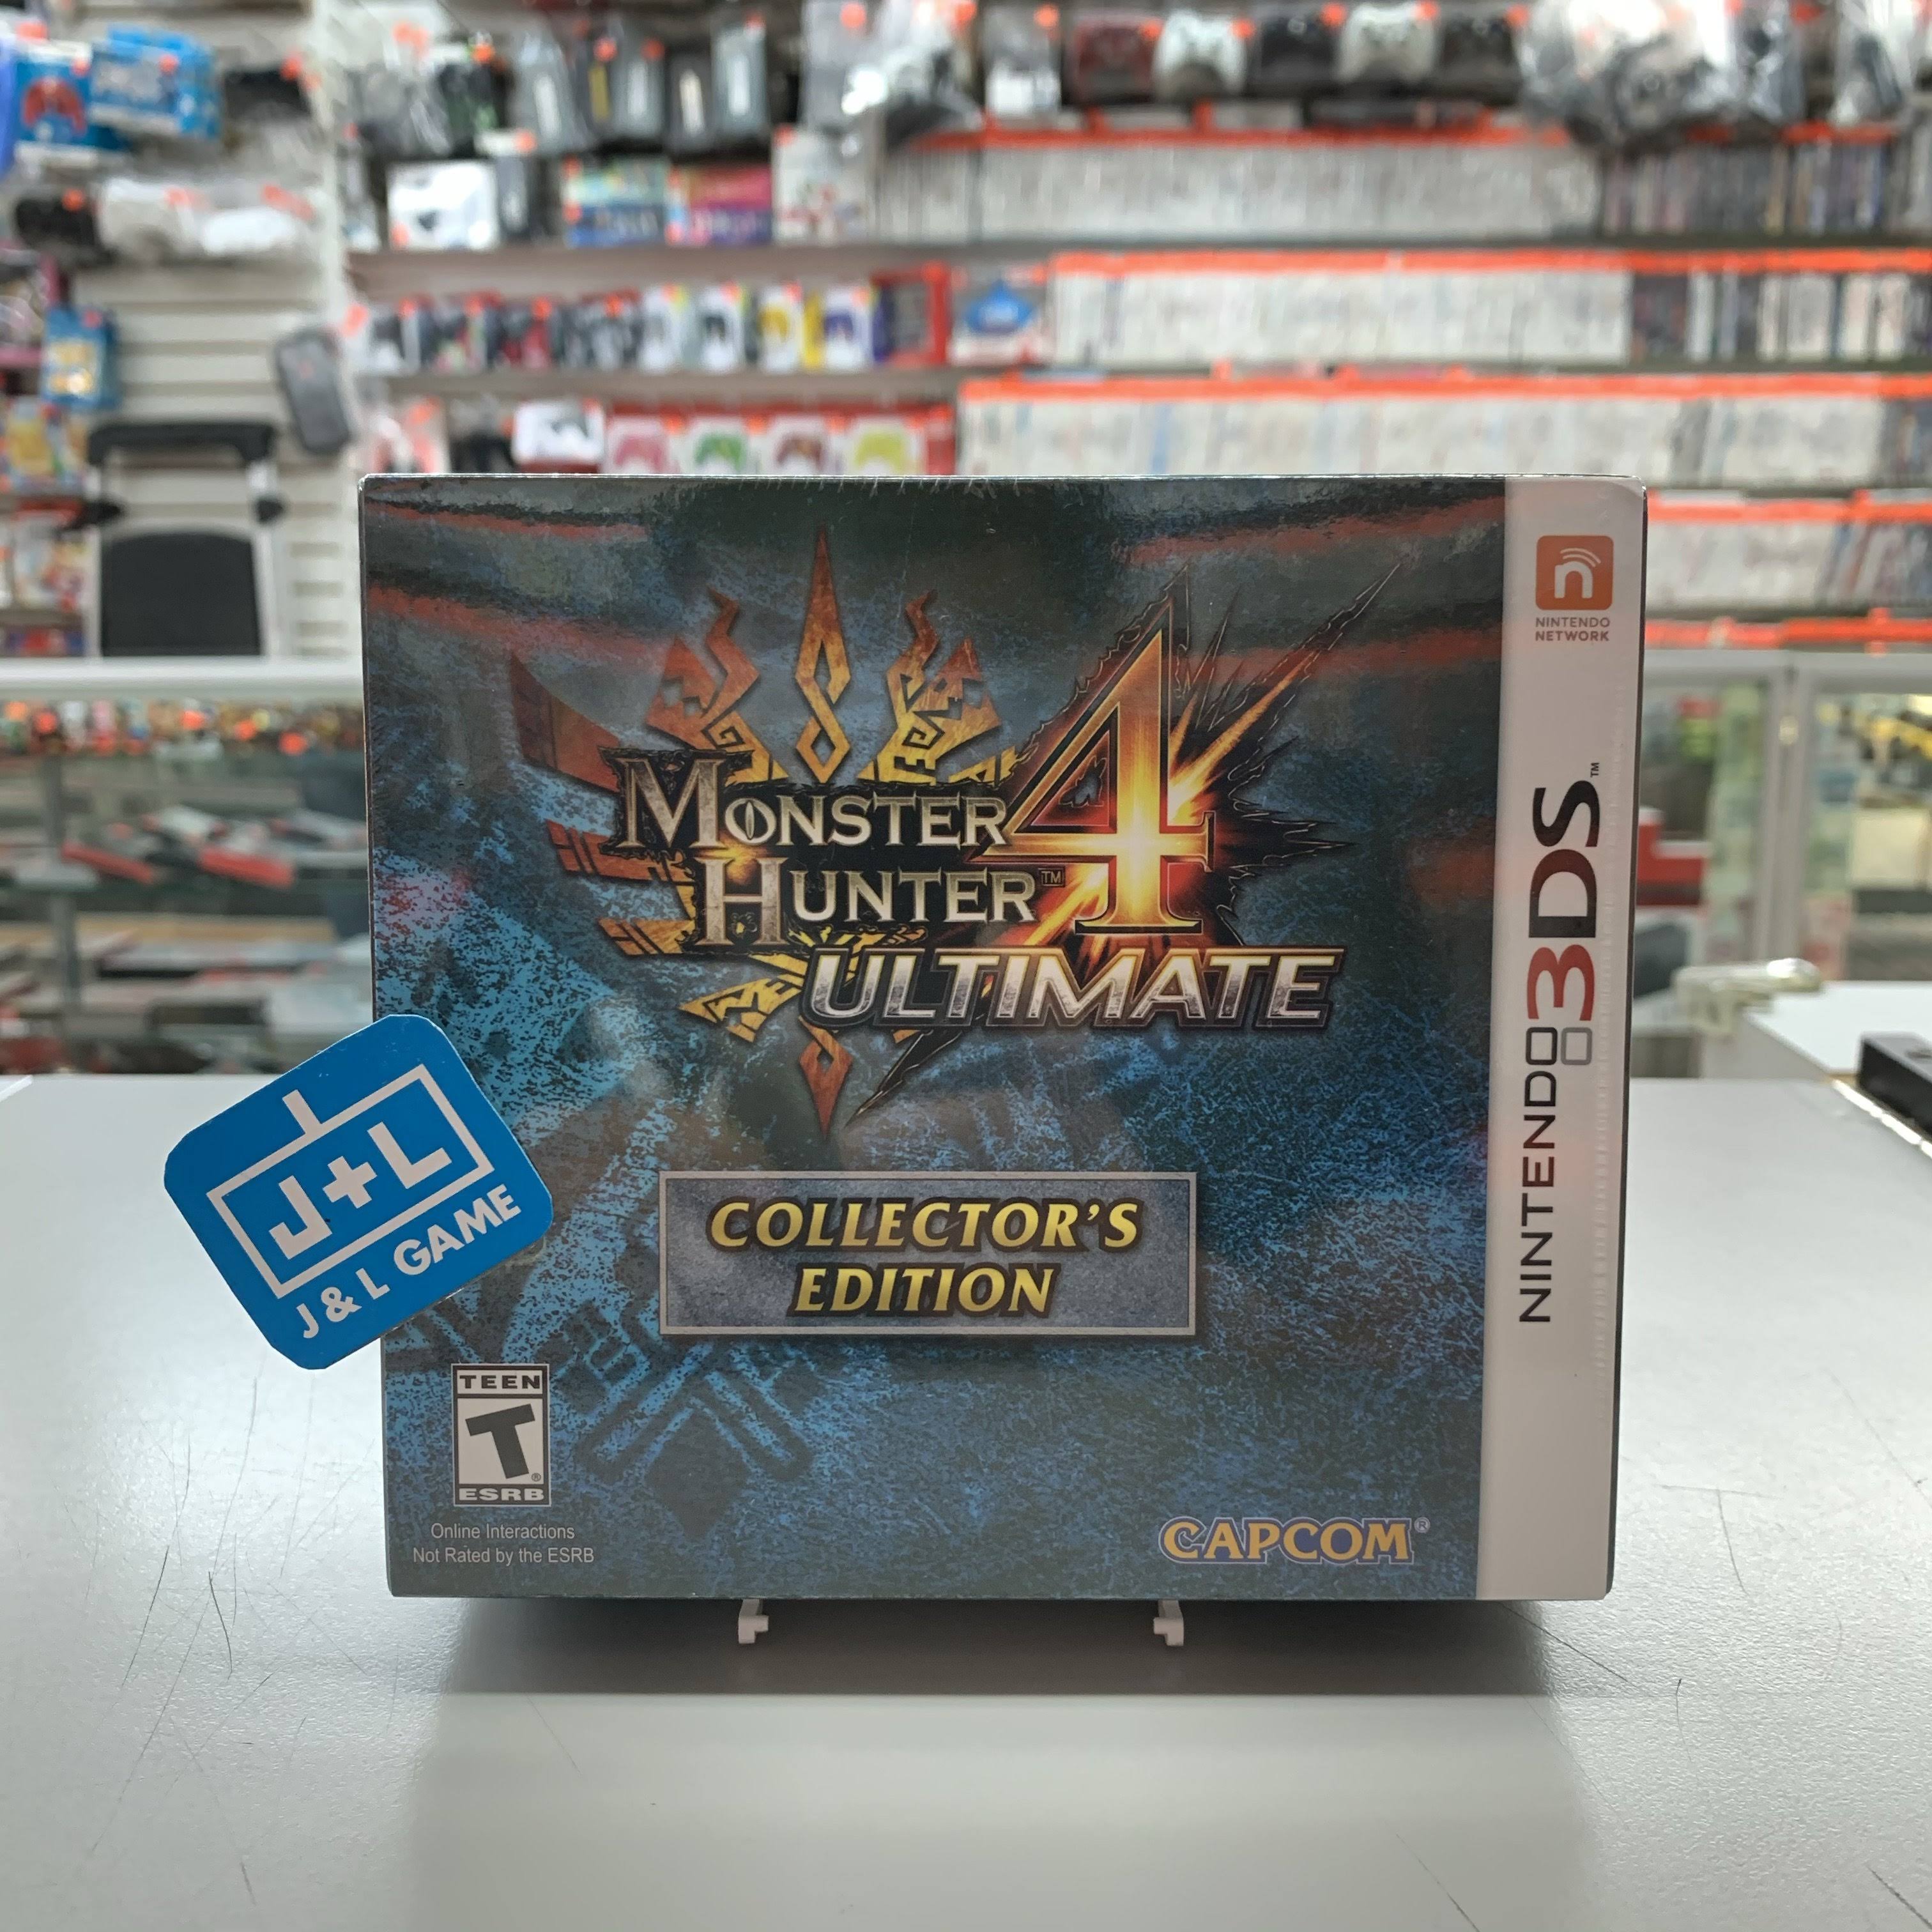 MONSTER
HUNTER™
4
ULTIMATE
COLLECTOR'S
EDITION
J+L
J & L GAME
TEEN
T®
ESRB
Online Interactions
Not Rated by the ESRB
CAPCOM®
n
NINTENDO
NETWORK
NINTENDO 3DS™